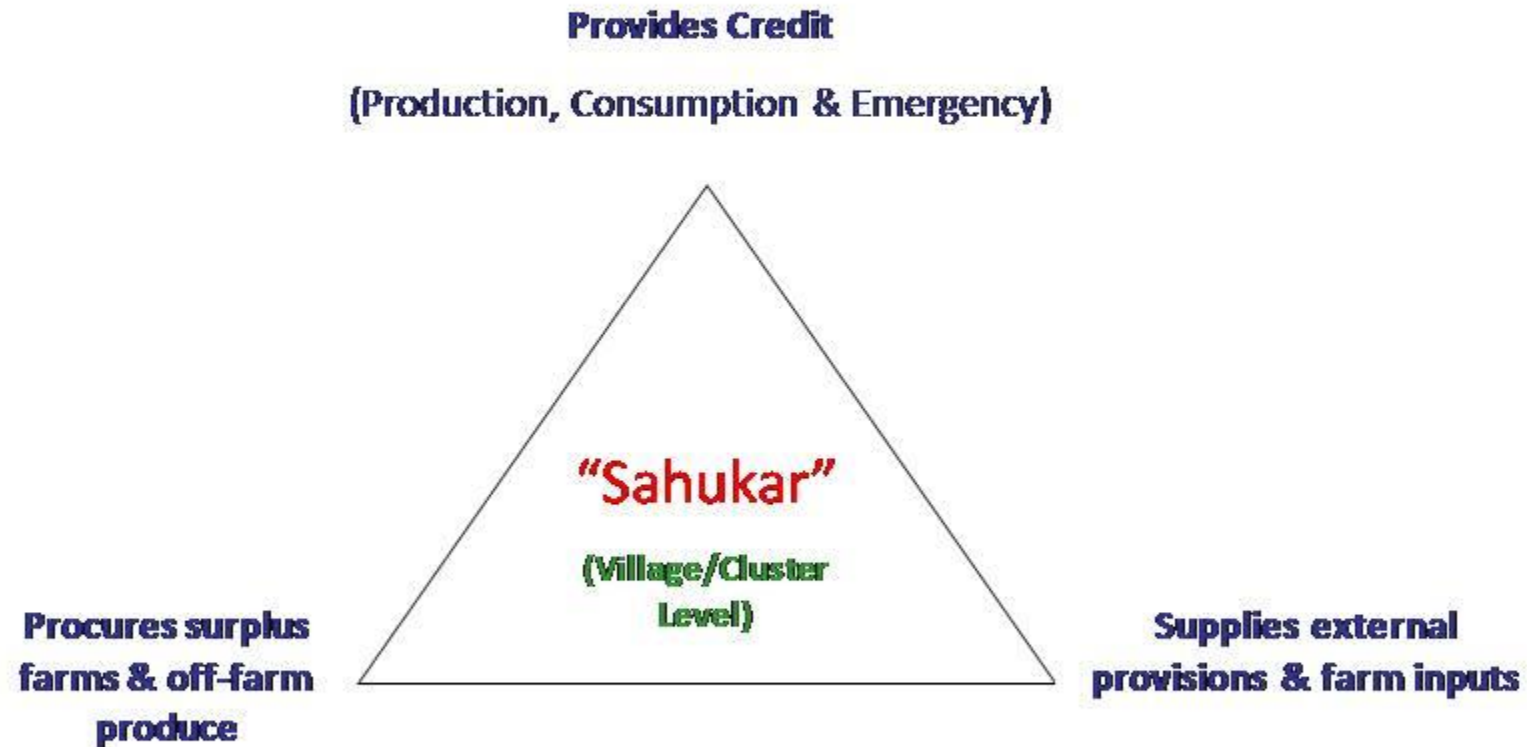 Provides Credit
(Production, Consumption & Emergency)
“Sahukar”
(Village/Cluster
Level)
Procures surplus
farms & off-farm
produce
Supplies external
provisions & farm inputs